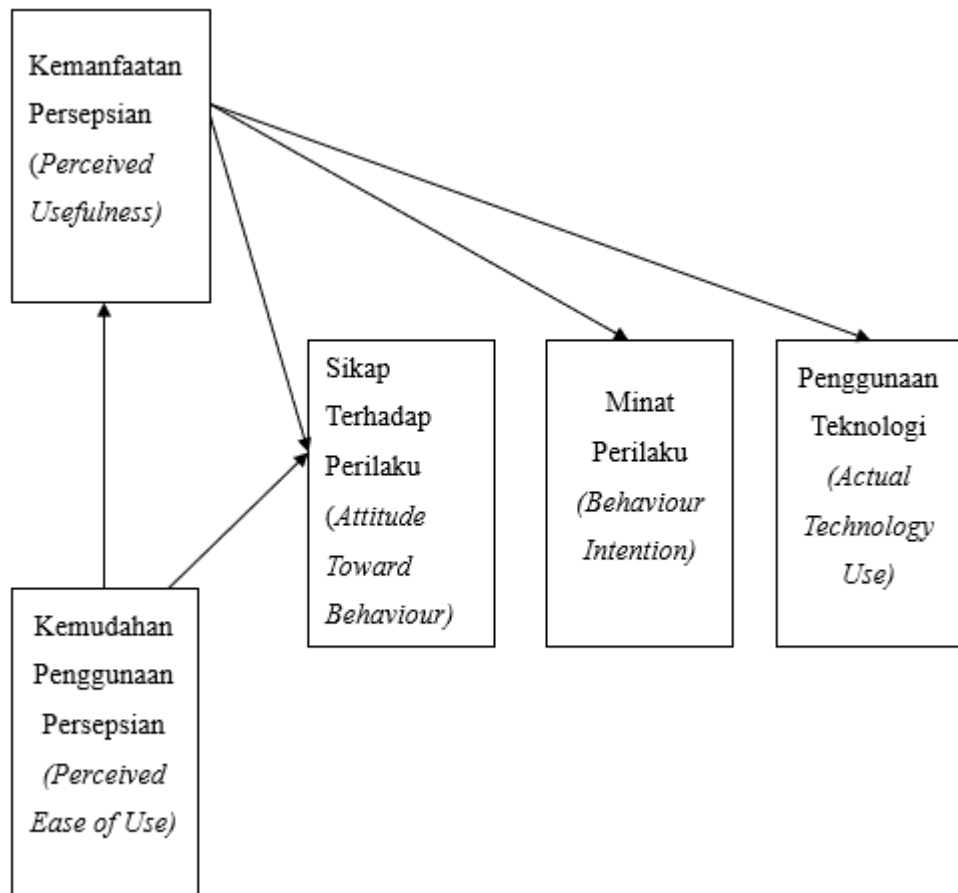 Kemanfaatan
Persepsian
(Perceived
Usefulness)
Sikap
Terhadap
Perilaku
(Attitude
Toward
Behaviour)
Minat
Perilaku
(Behaviour
Intention)
Penggunaan
Teknologi
(Actual
Technology
Use)
Kemudahan
Penggunaan
Persepsian
(Perceived
Ease of Use)